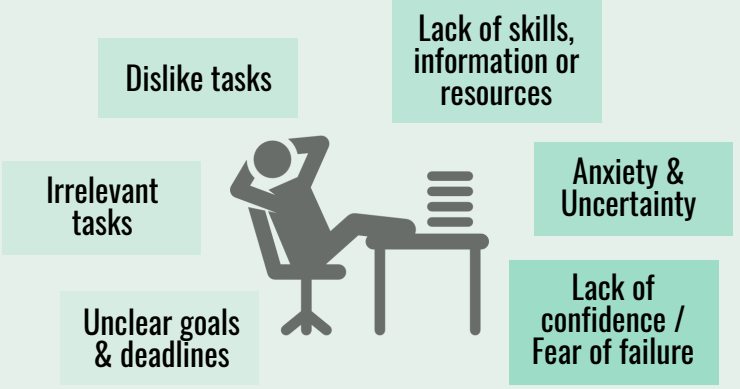 Lack of skills,
information or
resources
Dislike tasks
Anxiety &
Uncertainty
Irrelevant
tasks
Lack of
confidence /
Fear of failure
Unclear goals
& deadlines